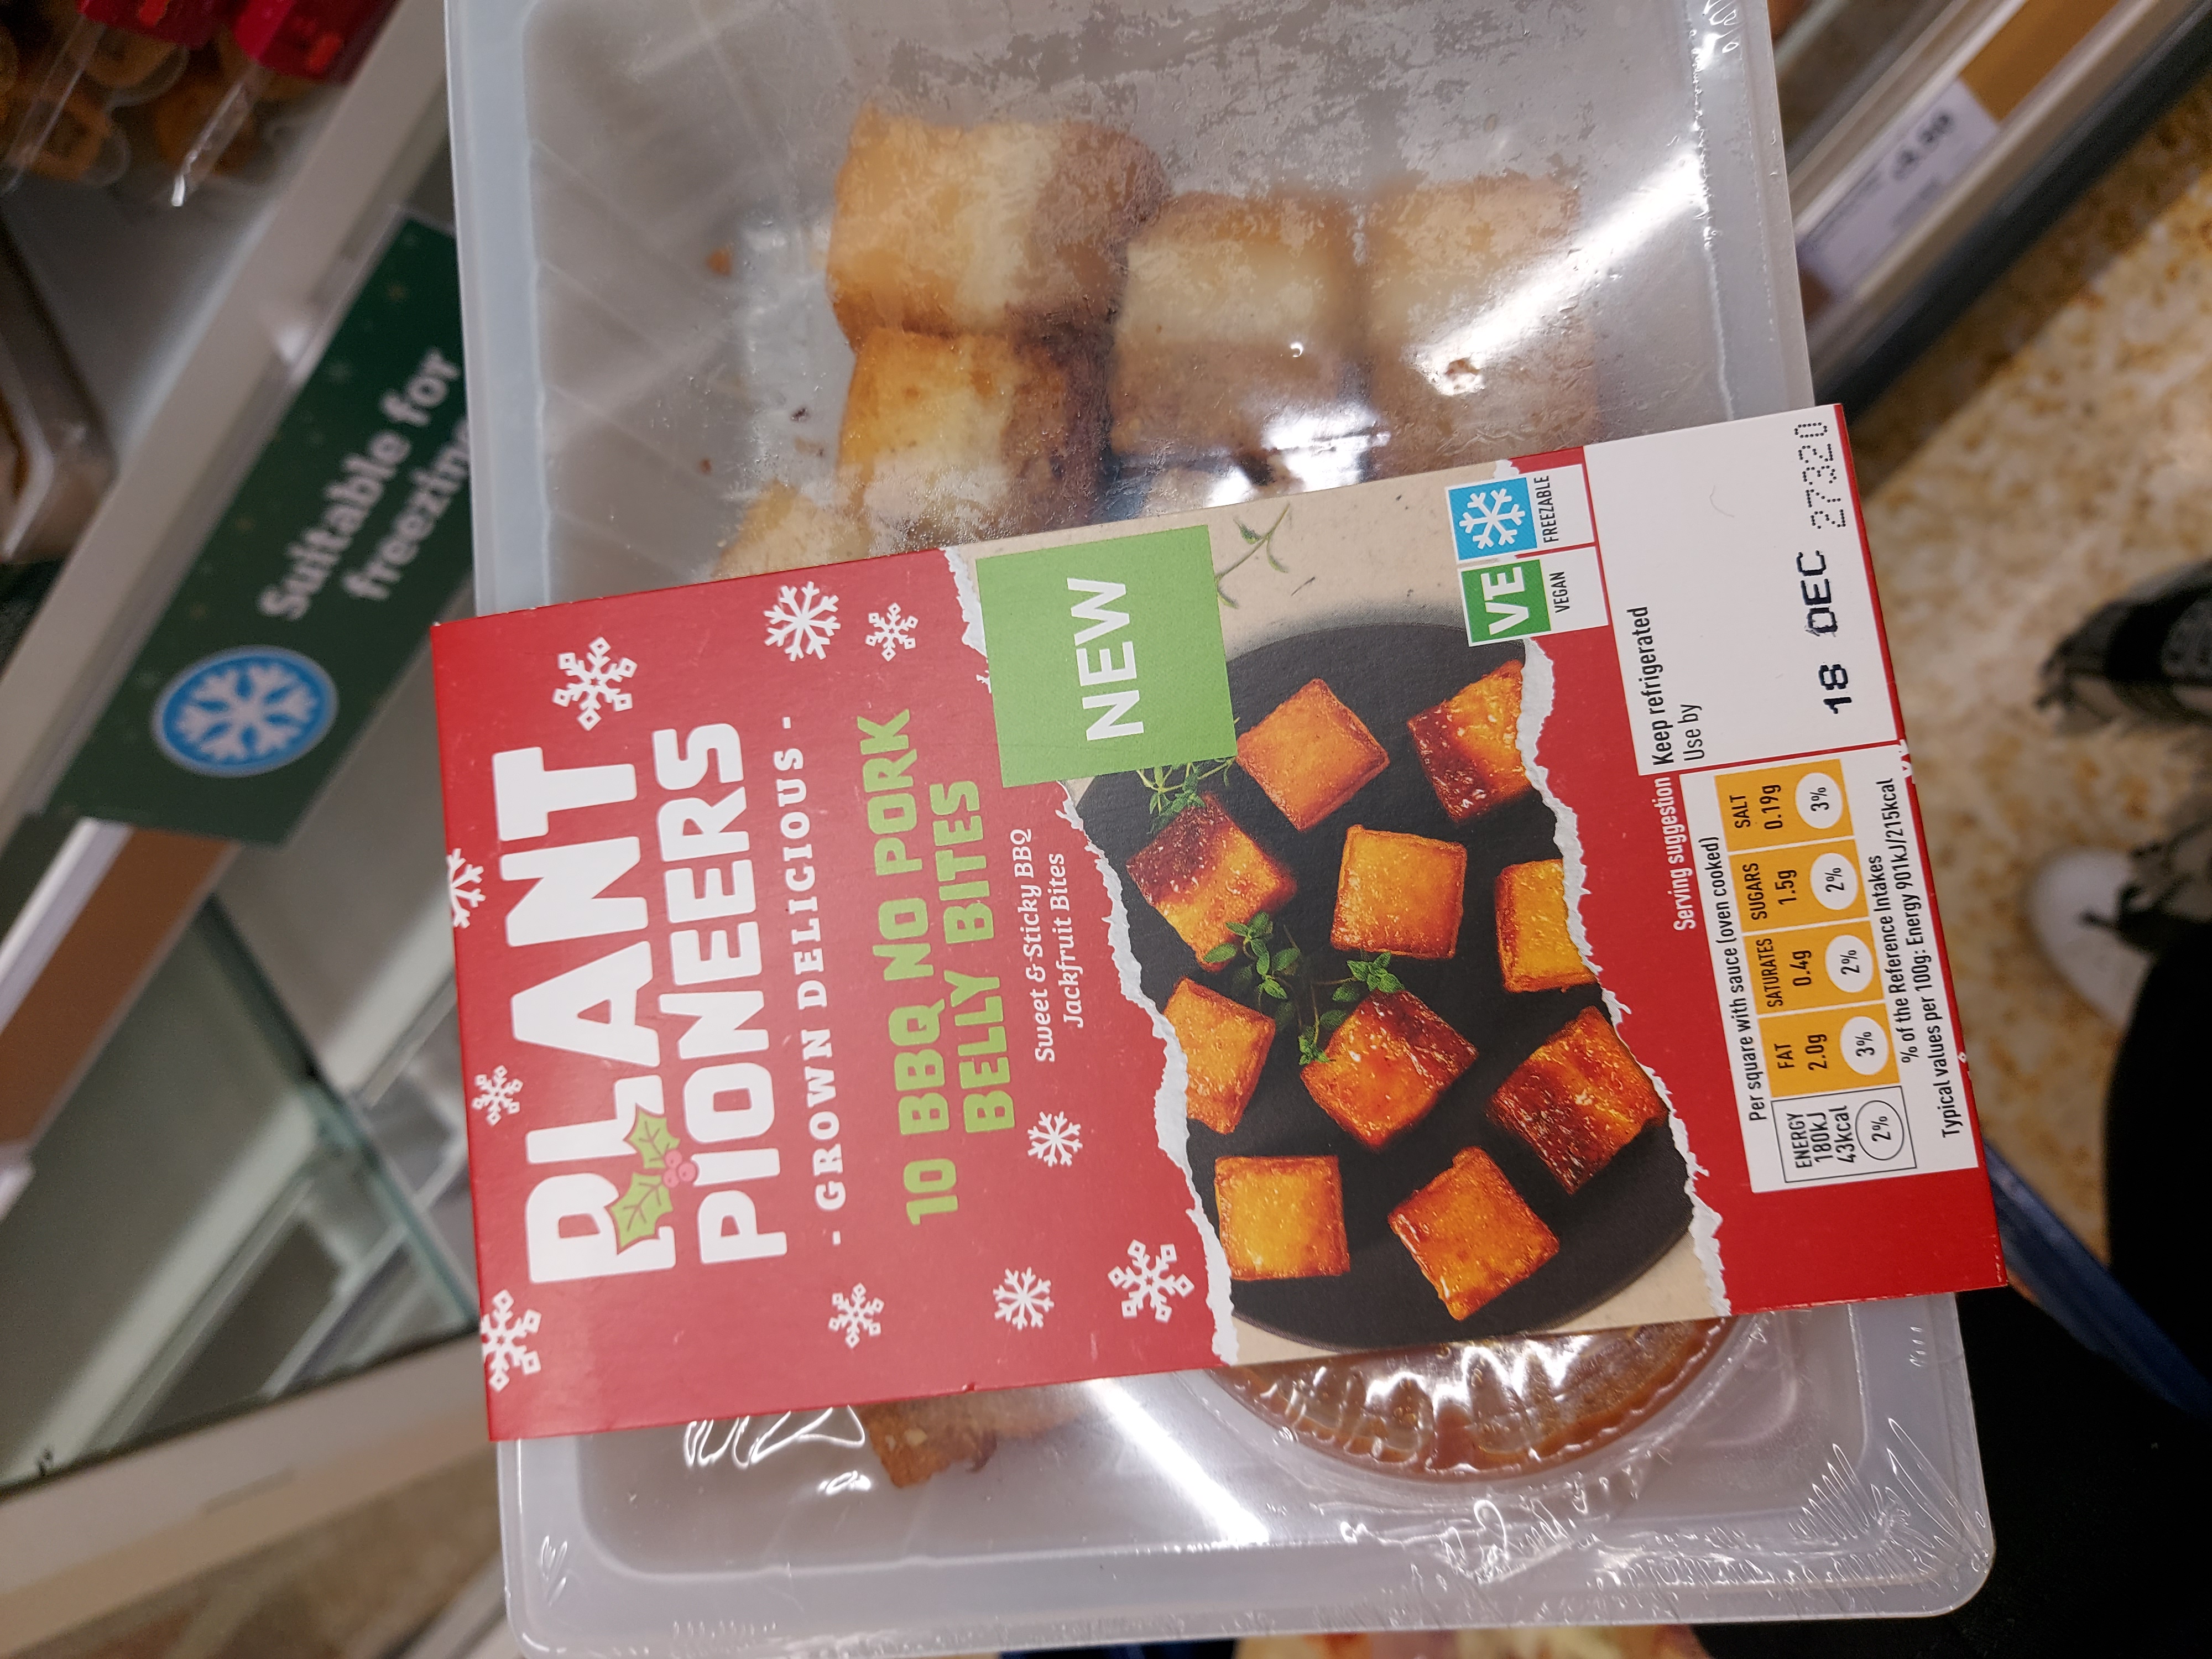 Suitable for
freezing
PLANT
PIONEERS
- GROWN DELICIOUS -
10 BBQ NO PORK
BELLY BITES
Sweet & Sticky BBQ
Jackfruit Bites
NEW
VE
VEGAN
FREEZABLE
Serving suggestion
Keep refrigerated
Use by
18 DEC 27320
Per square with sauce (oven cooked)
ENERGY
180kJ
43kcal
2%
FAT
2.0g
3%
SATURATES
0.4g
2%
SUGARS
1.5g
2%
SALT
0.19g
3%
% of the Reference Intakes
Typical values per 100g: Energy 901kJ/215kcal